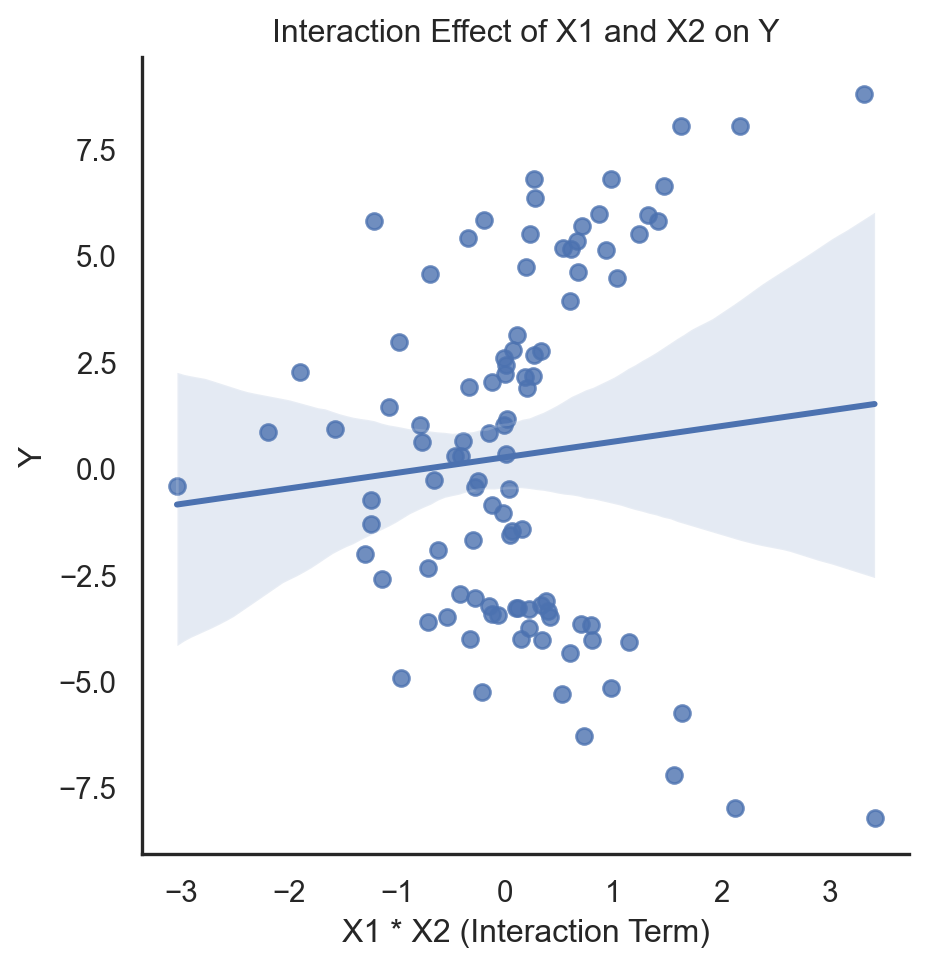 Interaction Effect of X1 and X2 on Y
7.5
5.0
2.5
0.0
−2.5
−5.0
−7.5
Y
−3 −2 −1 0 1 2 3
X1 * X2 (Interaction Term)